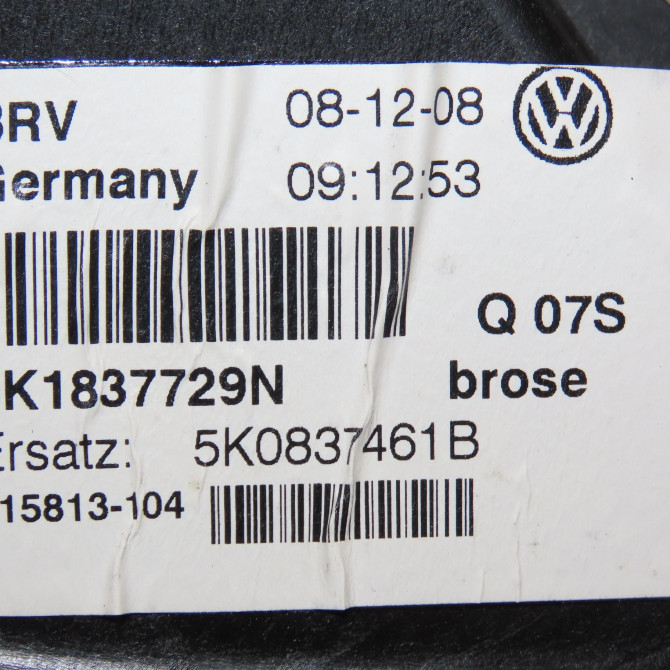 BRV 08-12-08
Germany 09:12:53
Q 07S
K1837729N brose
Ersatz: 5K0837461B
15813-104